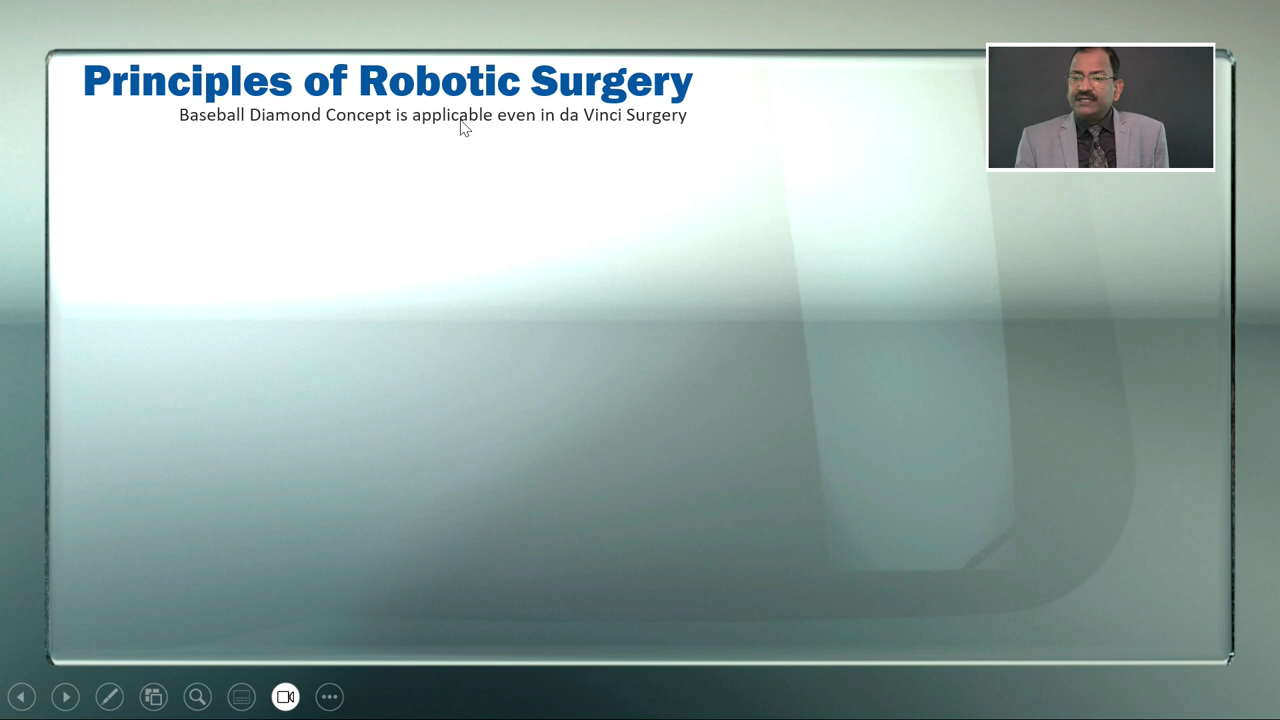 Principles of Robotic Surgery
Baseball Diamond Concept is applicable even in da Vinci Surgery